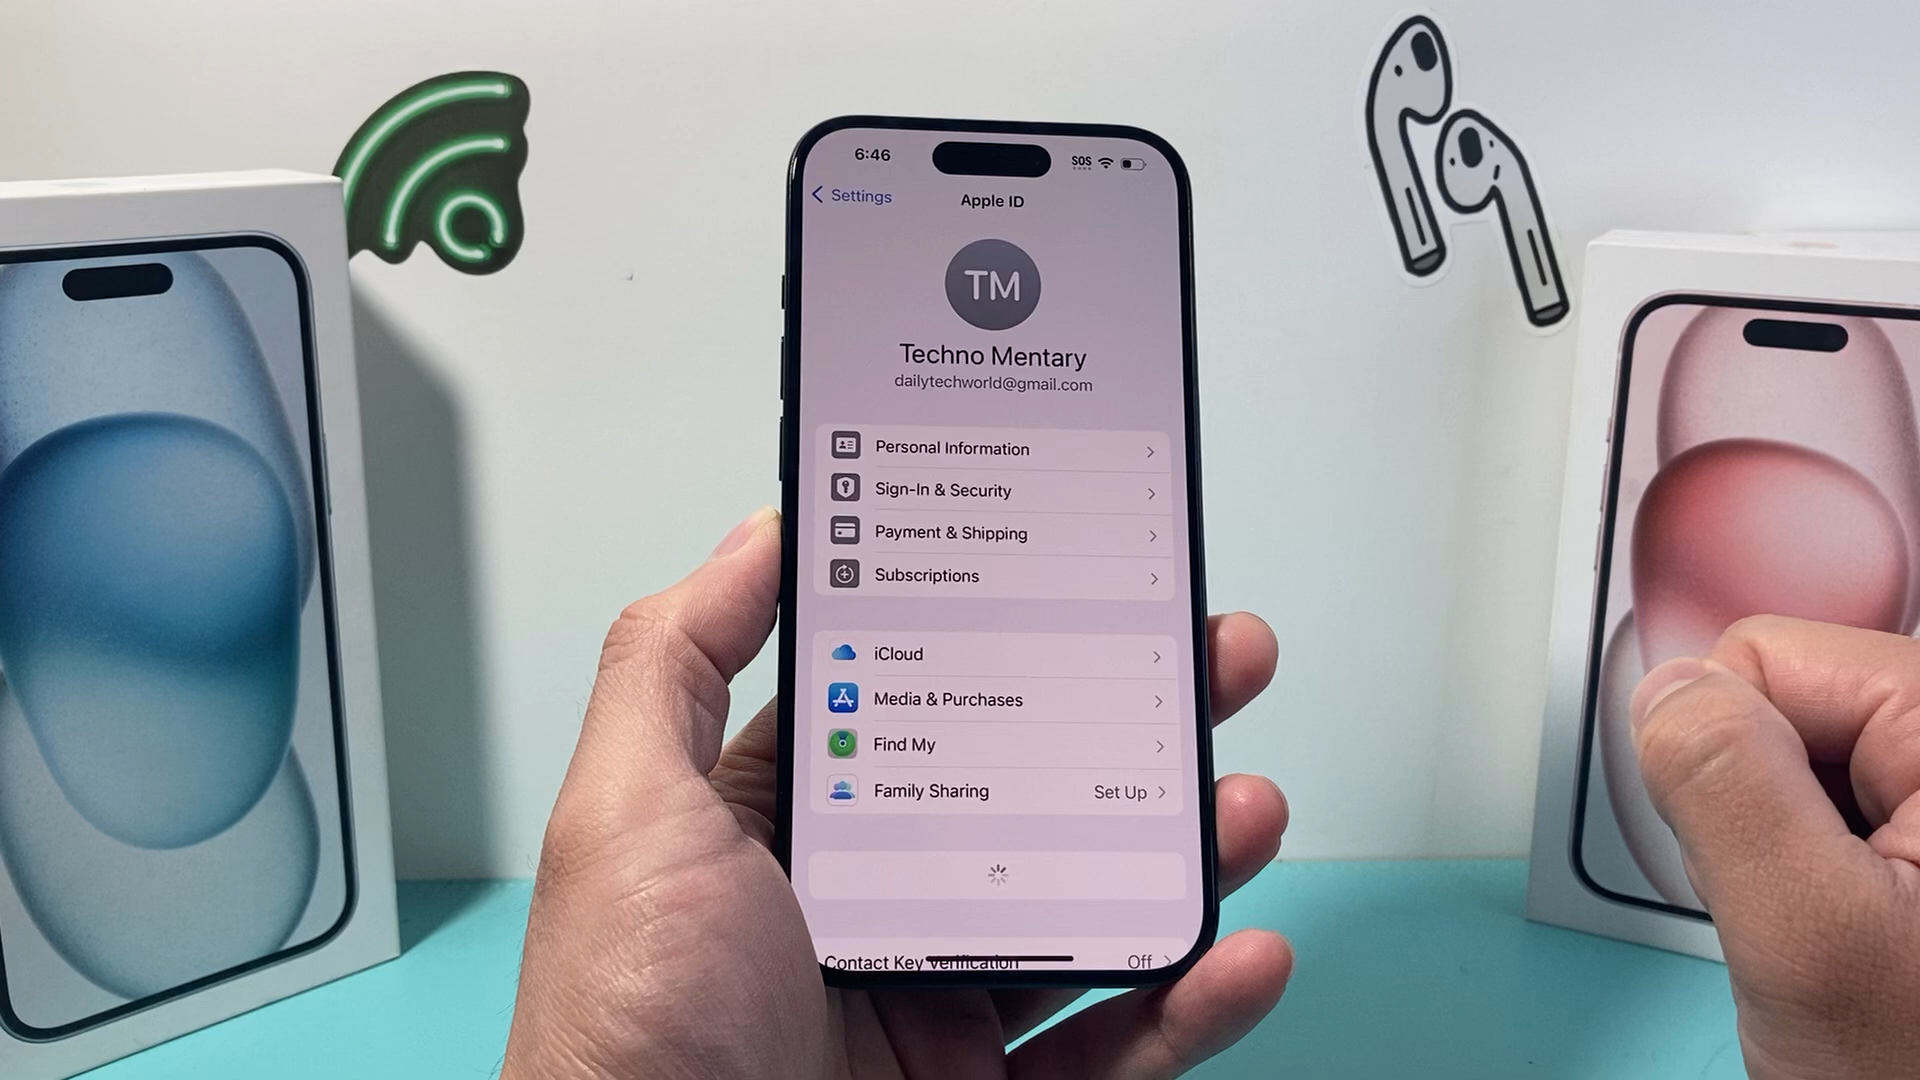 6:46
SOS
Settings
Apple ID
TM
Techno Mentary
dailytechworld@gmail.com
Personal Information
Sign-In & Security
Payment & Shipping
Subscriptions
iCloud
Media & Purchases
Find My
Family Sharing Set Up
Contact Key Verification Off